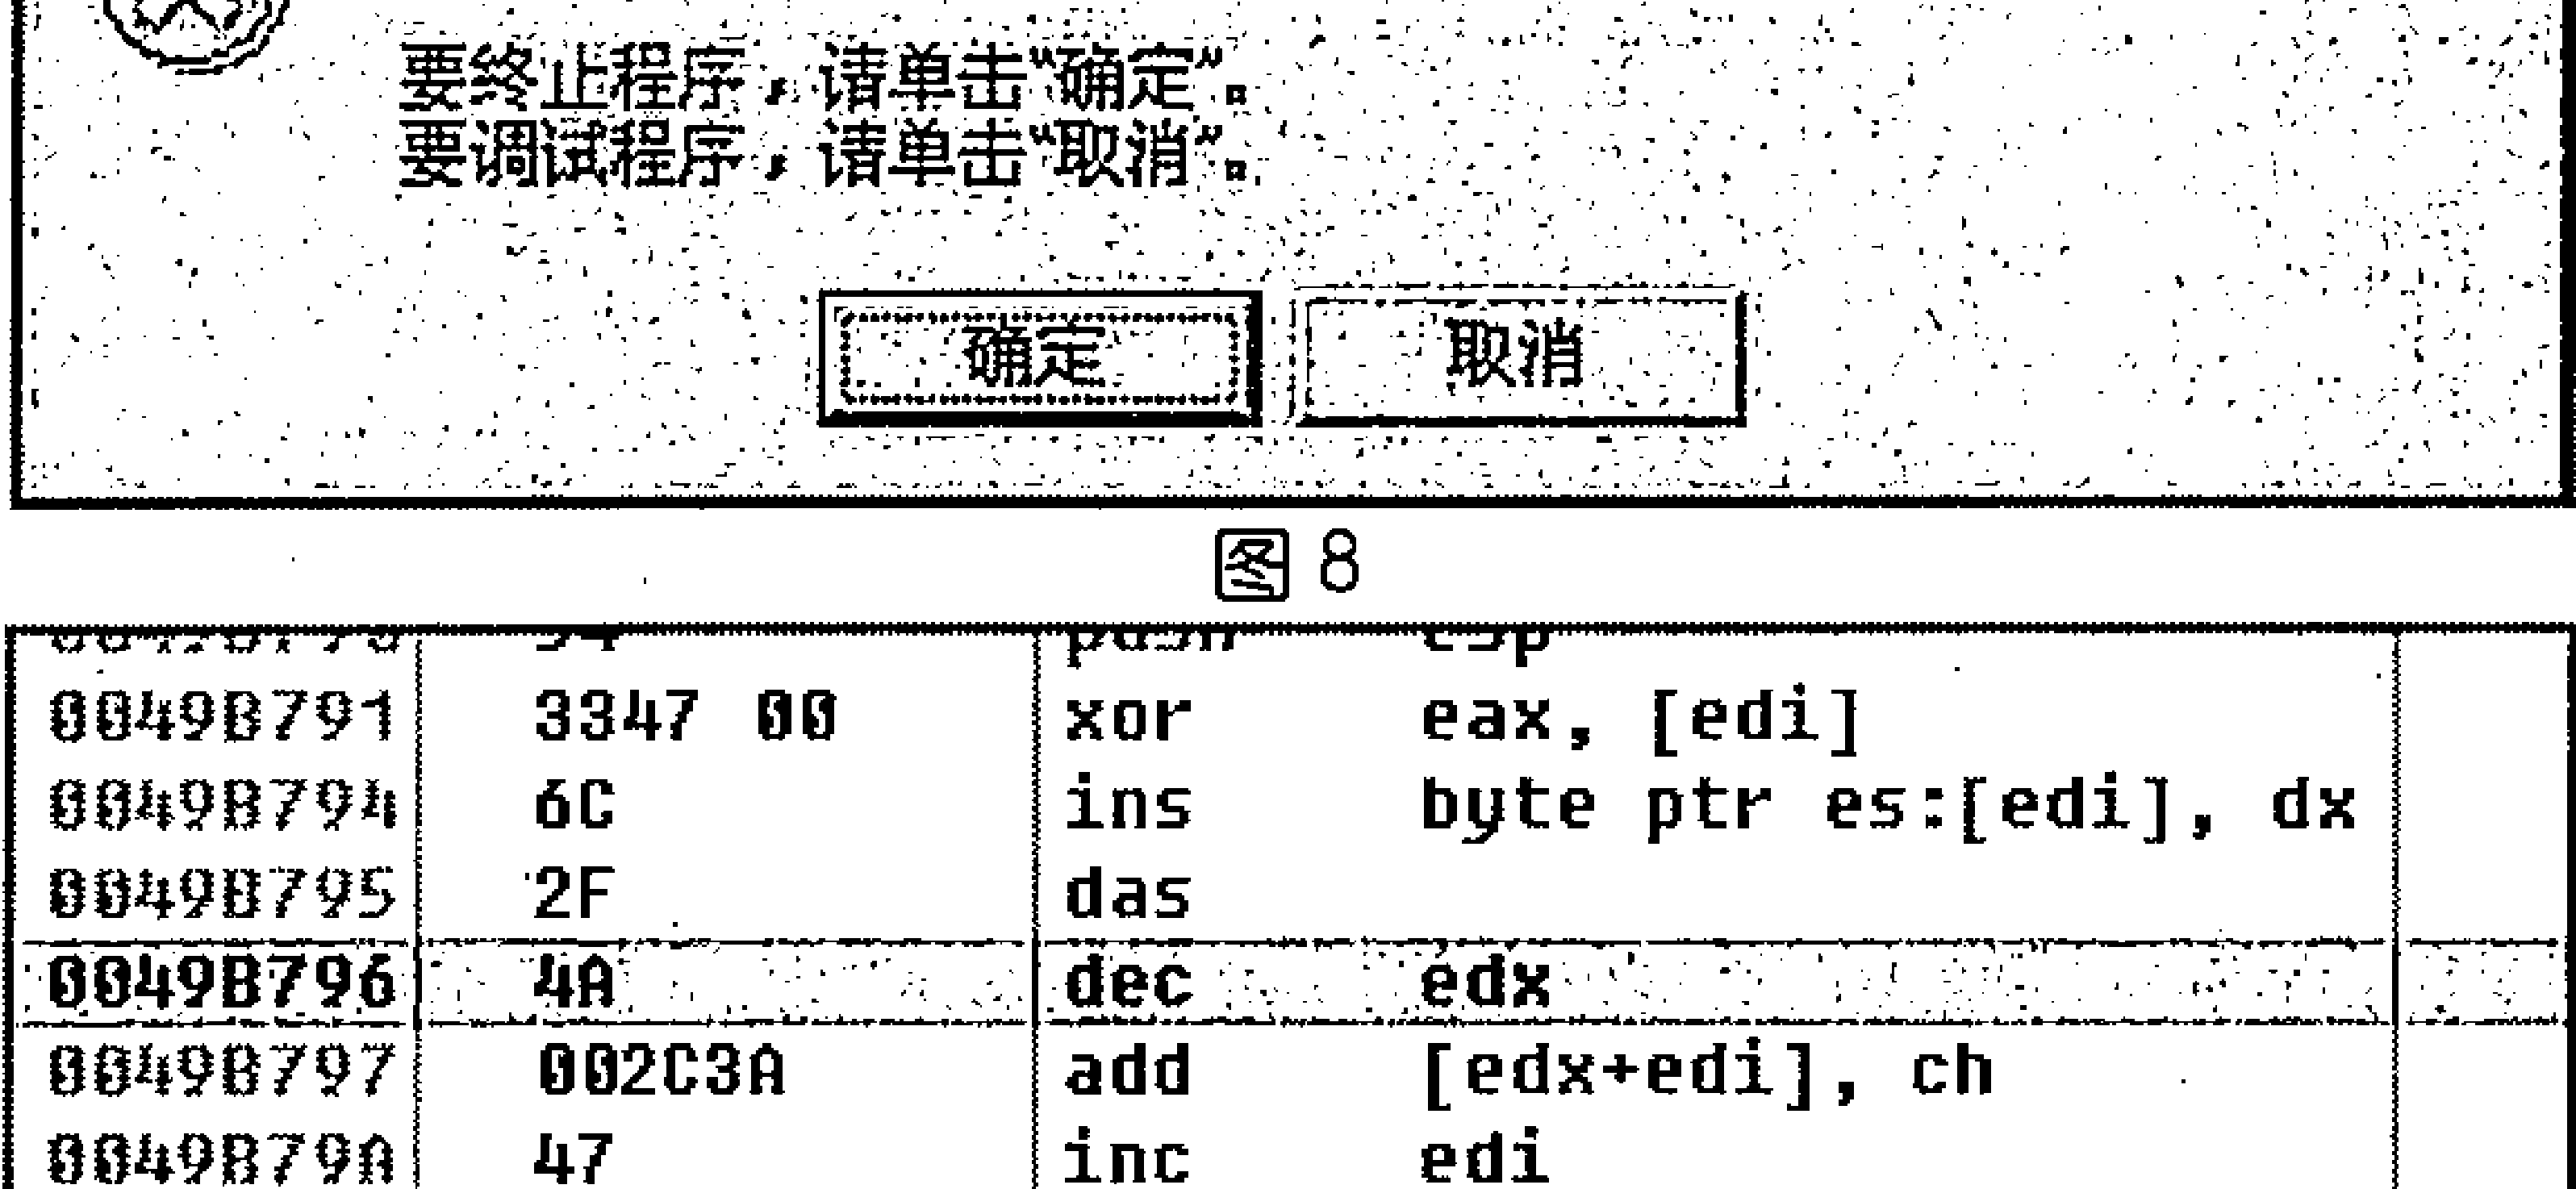 要终止程序，请单击“确定”。
要调试程序，请单击“取消”。
确定 取消
图 8
push esp
0049B791 3347 00 xor eax, [edi]
0049B794 6C ins byte ptr es:[edi], dx
0049B795 2F das
0049B796 4A dec edx
0049B797 002C3A add [edx+edi], ch
0049B79A 47 inc edi